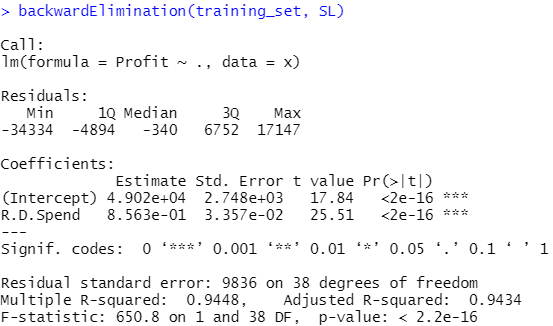 > backwardElimination(training_set, SL)

Call:
lm(formula = Profit ~ ., data = x)

Residuals:
   Min     1Q Median     3Q    Max
-34334  -4894   -340   6752  17147

Coefficients:
             Estimate Std. Error t value Pr(>|t|)
(Intercept) 4.902e+04  2.748e+03   17.84   <2e-16 ***
R.D.Spend   8.563e-01  3.357e-02   25.51   <2e-16 ***
---
Signif. codes:  0 ‘***’ 0.001 ‘**’ 0.01 ‘*’ 0.05 ‘.’ 0.1 ‘ ’ 1

Residual standard error: 9836 on 38 degrees of freedom
Multiple R-squared:  0.9448,	Adjusted R-squared:  0.9434
F-statistic: 650.8 on 1 and 38 DF,  p-value: < 2.2e-16